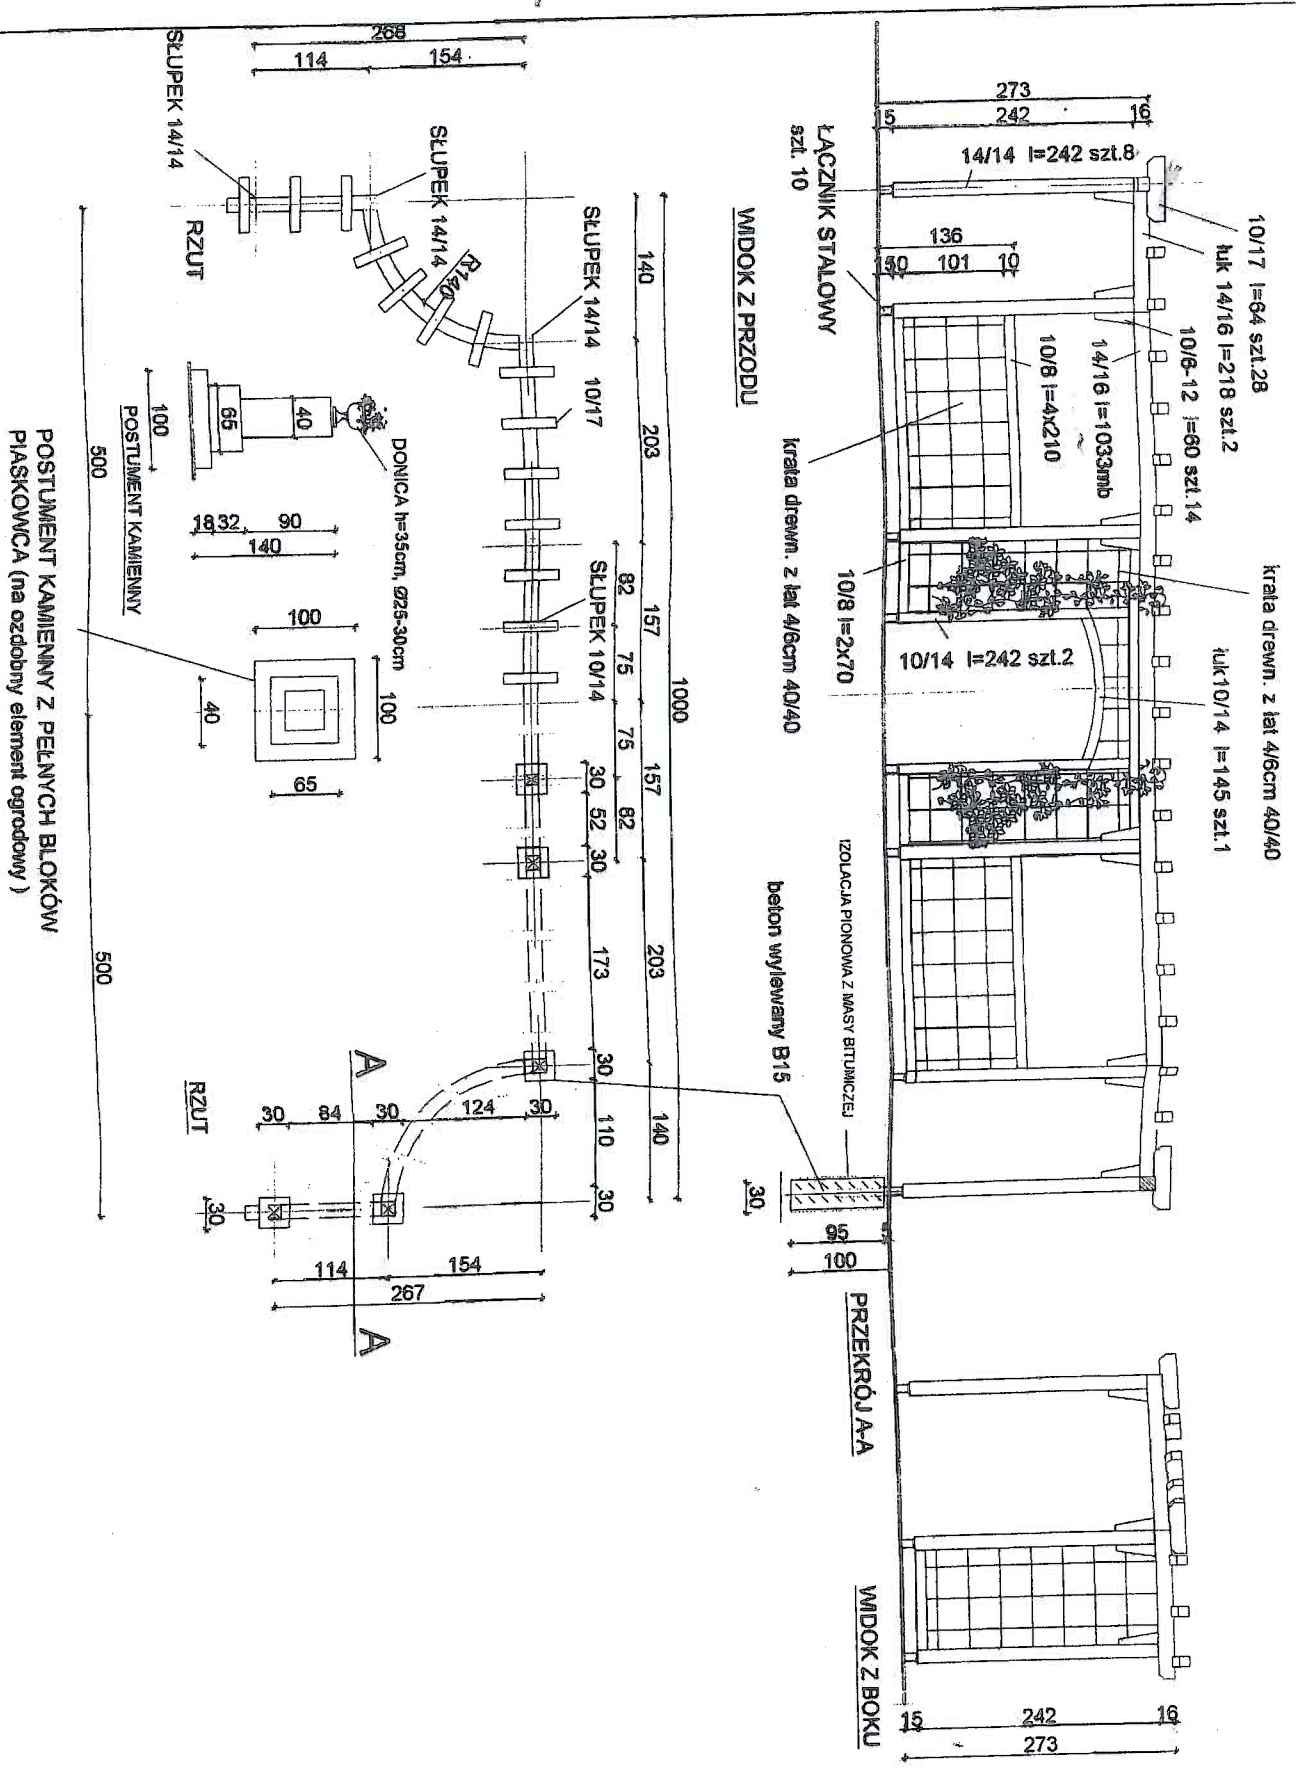 krata drewn. z łat 4/6cm 40/40
10/17 l=64 szt.28
łuk 14/16 l=218 szt.2
10/6-12 l=60 szt.14
14/16 l=1033mb
10/8 l=4x210
łuk10/14 l=145 szt.1
14/14 l=242 szt.8
273
5
242
16
136
150
101
10
10/14 l=242 szt.2
10/8 l=2x70
krata drewn. z łat 4/6cm 40/40
ŁĄCZNIK STALOWY
szt. 10
WIDOK Z PRZODU
IZOLACJA PIONOWA Z MASY BITUMICZEJ
beton wylewany B15
30
95
100
PRZEKRÓJ A-A
WIDOK Z BOKU
15
242
16
273
1000
140
203
157
157
203
140
82
75
75
82
30
52
30
173
30
110
30
SŁUPEK 14/14
10/17
SŁUPEK 10/14
SŁUPEK 14/14
R140
SŁUPEK 14/14
268
114
154
RZUT
DONICA h=35cm, Ø25-30cm
40
65
100
18
32
90
140
POSTUMENT KAMIENNY
100
100
40
65
A
A
30
84
30
124
30
30
114
154
267
RZUT
500
500
POSTUMENT KAMIENNY Z PEŁNYCH BLOKÓW
PIASKOWCA (na ozdobny element ogrodowy )